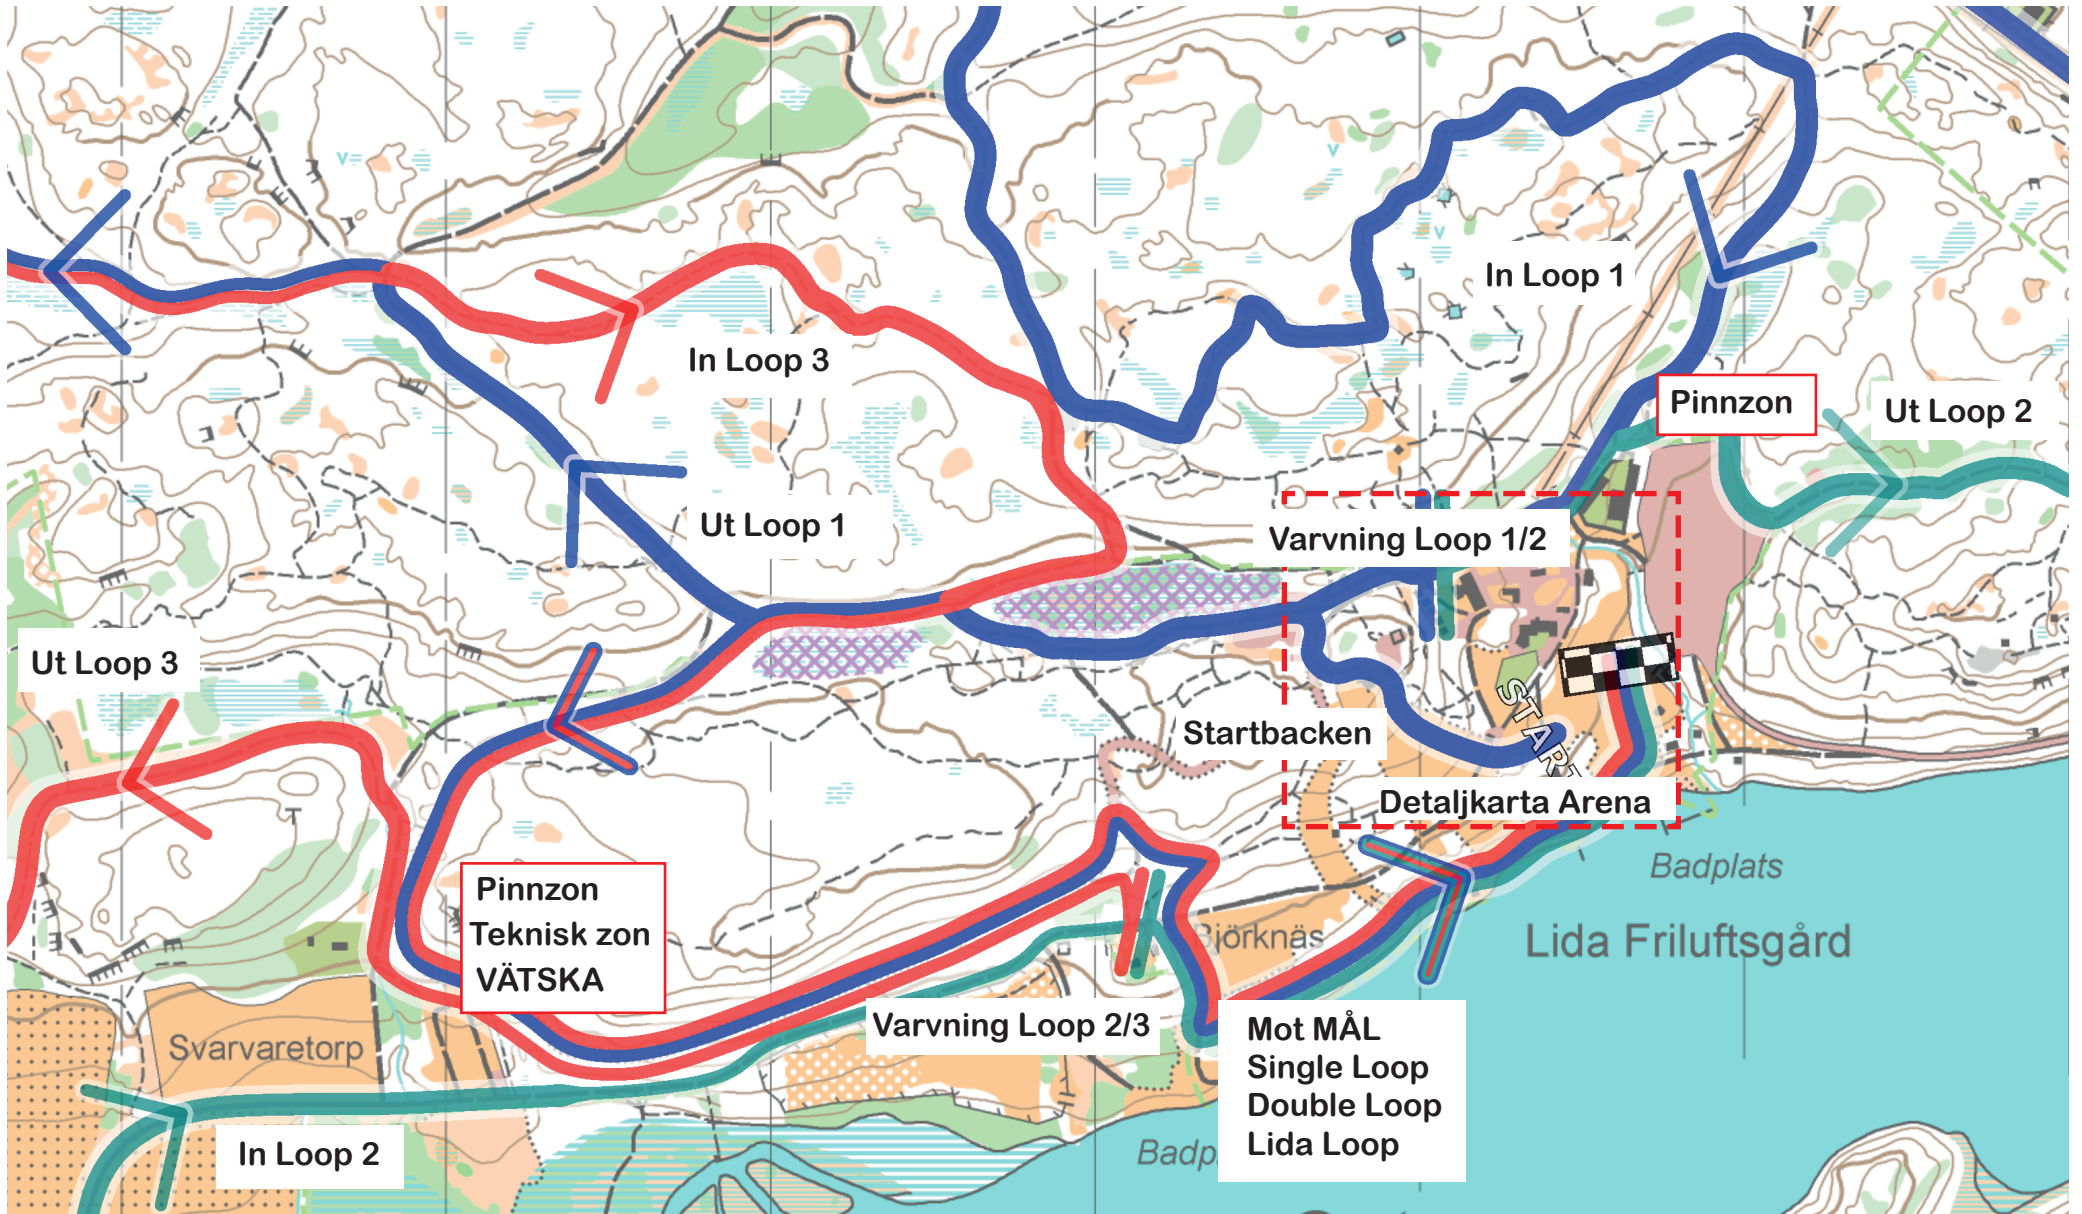 In Loop 1
In Loop 3
Pinnzon
Ut Loop 2
Ut Loop 1
Varvning Loop 1/2
Ut Loop 3
START
Startbacken
Detaljkarta Arena
Badplats
Pinnzon
Teknisk zon
VÄTSKA
Björknäs
Lida Friluftsgård
Varvning Loop 2/3
Svarvaretorp
Mot MÅL
Single Loop
Double Loop
Lida Loop
In Loop 2